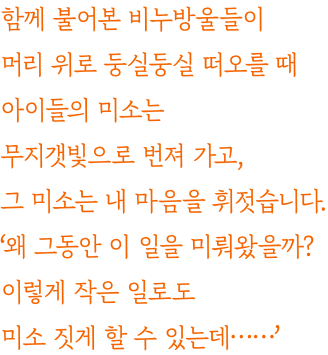 함께 불어본 비누방울들이
머리 위로 둥실둥실 떠오를 때
아이들의 미소는
무지갯빛으로 번져 가고,
그 미소는 내 마음을 휘젓습니다.
‘왜 그동안 이 일을 미뤄왔을까?
이렇게 작은 일로도
미소 짓게 할 수 있는데……’